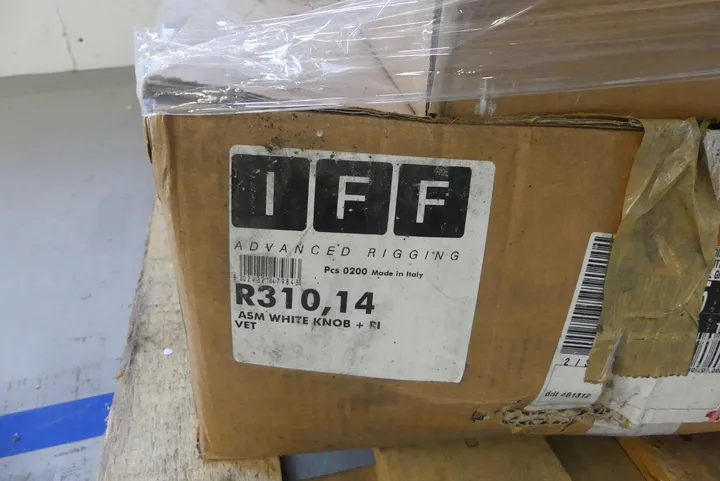 IFF
ADVANCED RIGGING
Pcs 0200 Made in Italy
R310,14
ASM WHITE KNOB + RI
VET